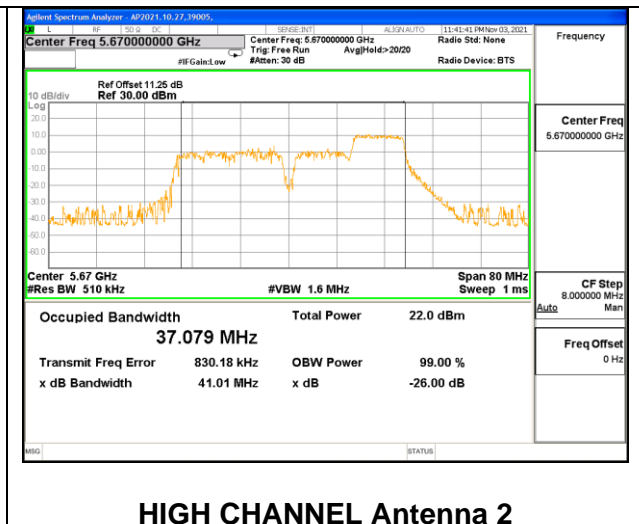 Agilent Spectrum Analyzer - AP2021.10.27,39005,
L RF 50 Ω DC SENSE:INT ALIGN AUTO 11:41:41 PM Nov 03, 2021
Center Freq 5.670000000 GHz
Center Freq: 5.670000000 GHz
Radio Std: None
Trig: Free Run Avg|Hold:>20/20
#IFGain:Low #Atten: 30 dB Radio Device: BTS
Ref Offset 11.25 dB
10 dB/div Ref 30.00 dBm
Log
20.0
10.0
0.00
-10.0
-20.0
-30.0
-40.0
-50.0
-60.0
Center 5.67 GHz Span 80 MHz
#Res BW 510 kHz #VBW 1.6 MHz Sweep 1 ms
Occupied Bandwidth Total Power 22.0 dBm
37.079 MHz
Transmit Freq Error 830.18 kHz OBW Power 99.00 %
x dB Bandwidth 41.01 MHz x dB -26.00 dB
MSG STATUS
Frequency
Center Freq
5.670000000 GHz
CF Step
8.000000 MHz
Auto Man
Freq Offset
0 Hz
HIGH CHANNEL Antenna 2